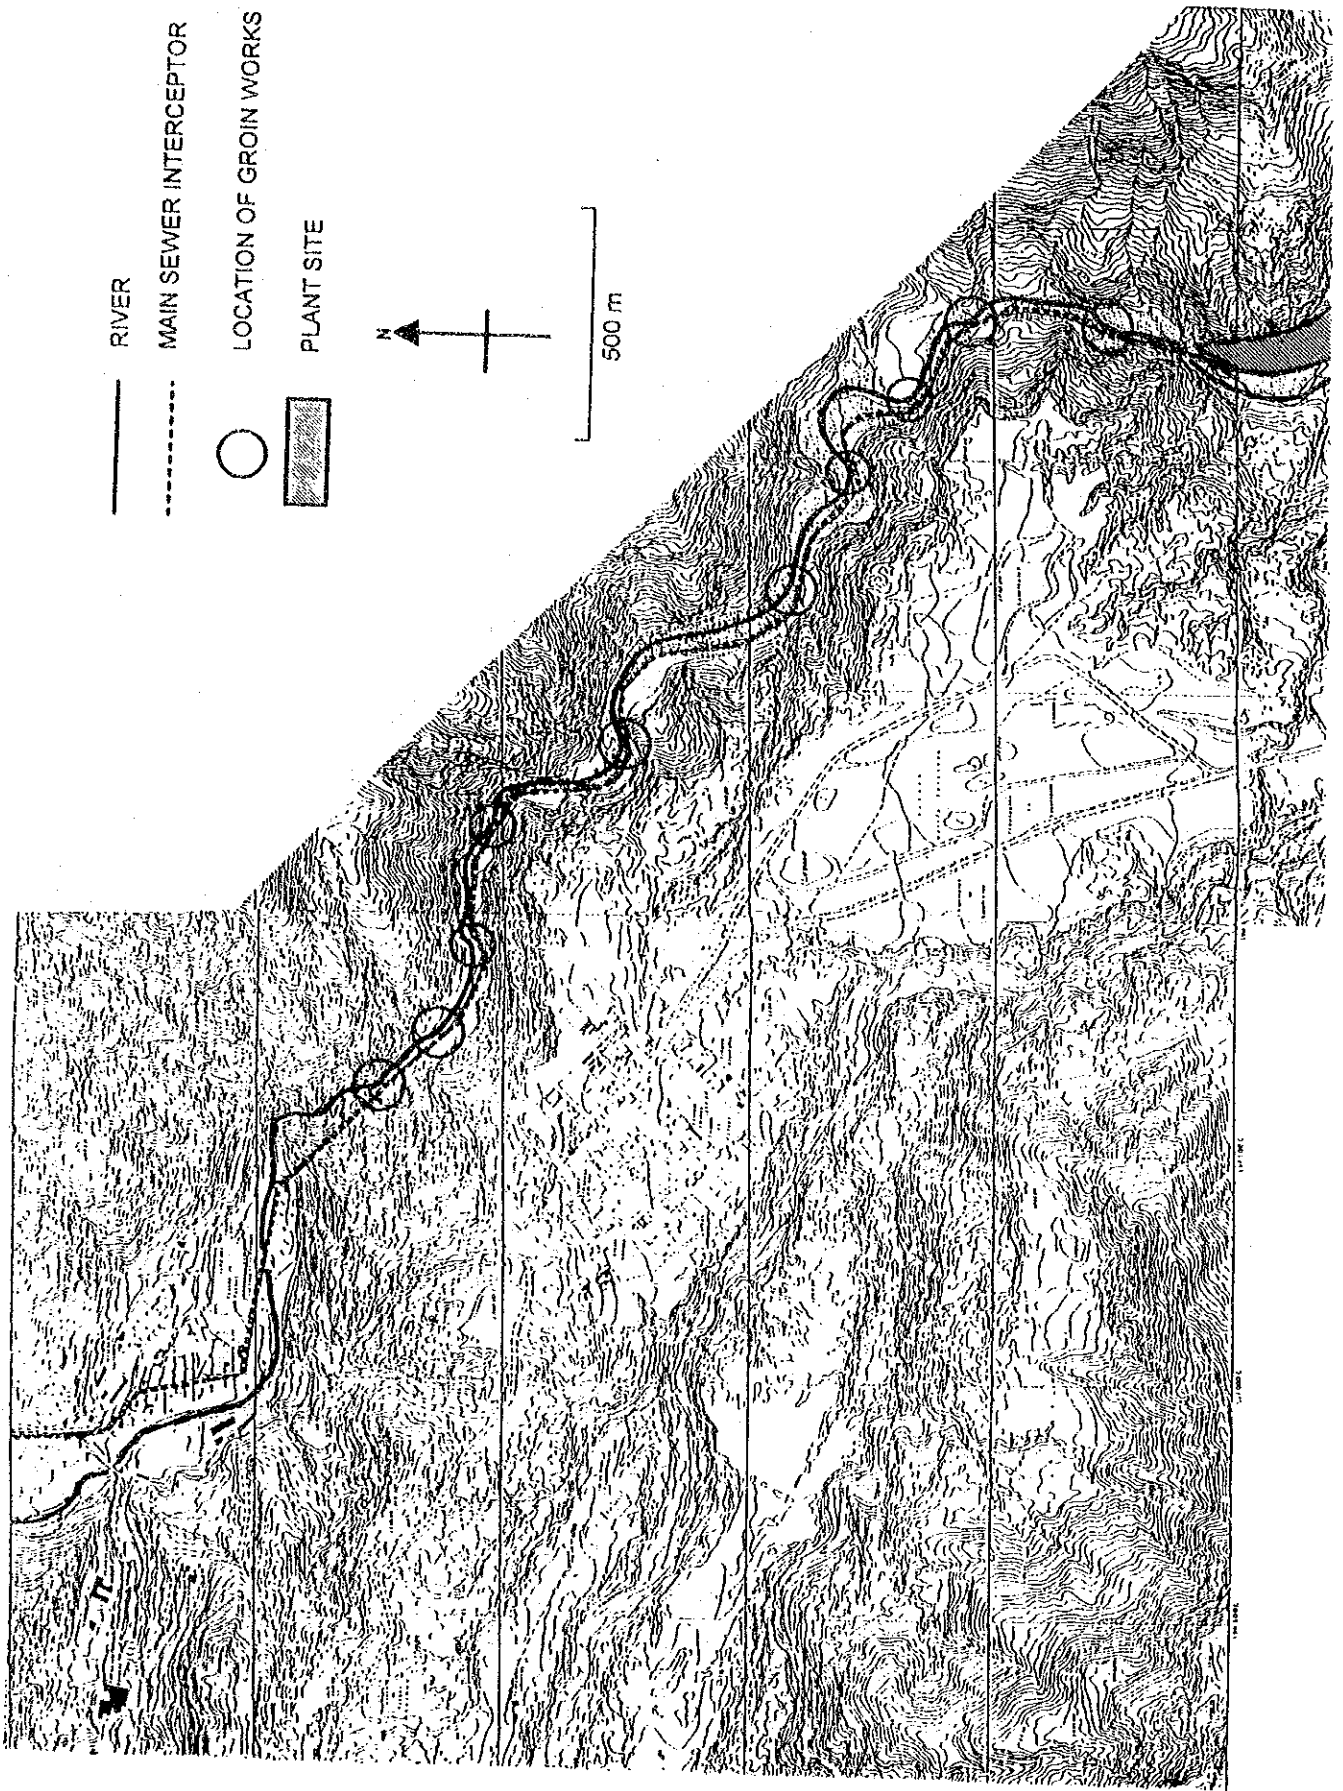 RIVER
MAIN SEWER INTERCEPTOR
LOCATION OF GROIN WORKS
PLANT SITE
N
500 m